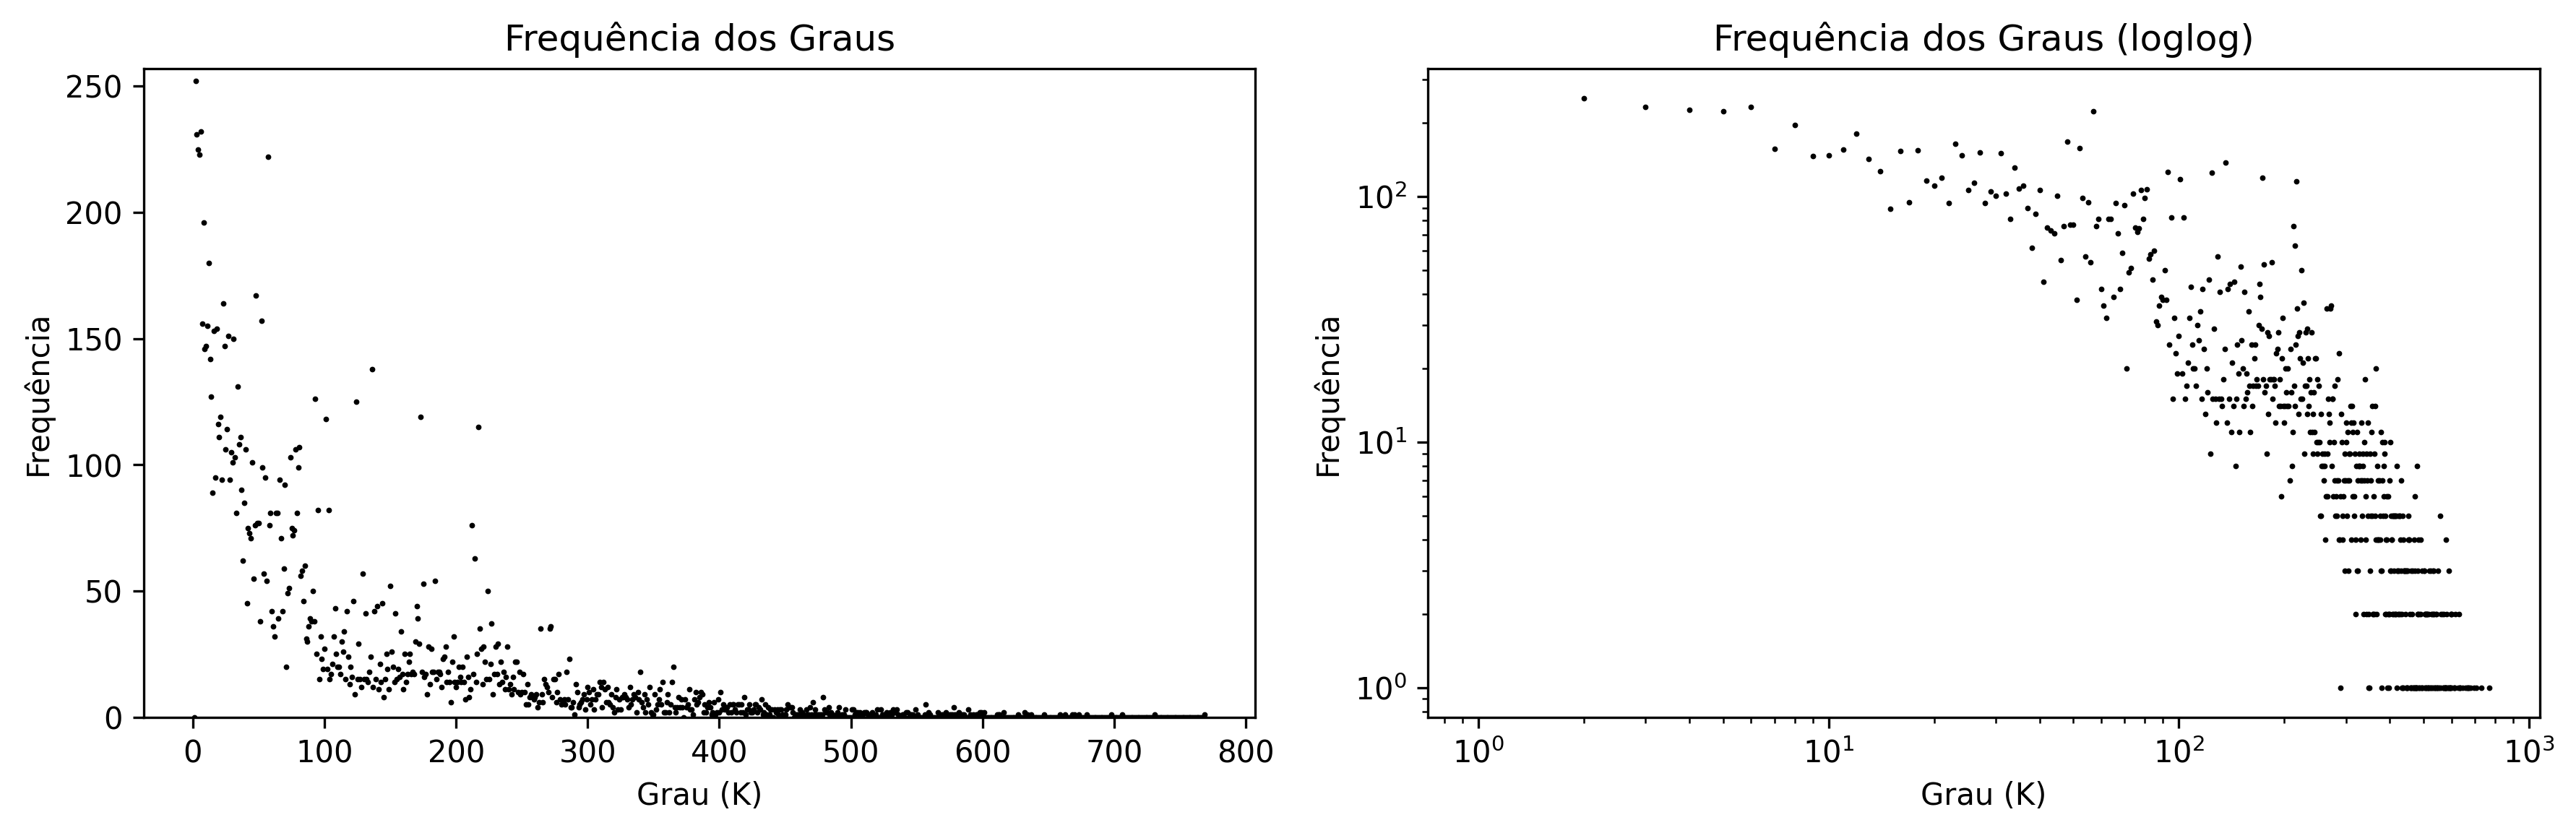 Frequência dos Graus
250
200
150
100
50
0
Frequência
0 100 200 300 400 500 600 700 800
Grau (K)
Frequência dos Graus (loglog)
10²
10¹
10⁰
Frequência
10⁰ 10¹ 10² 10³
Grau (K)